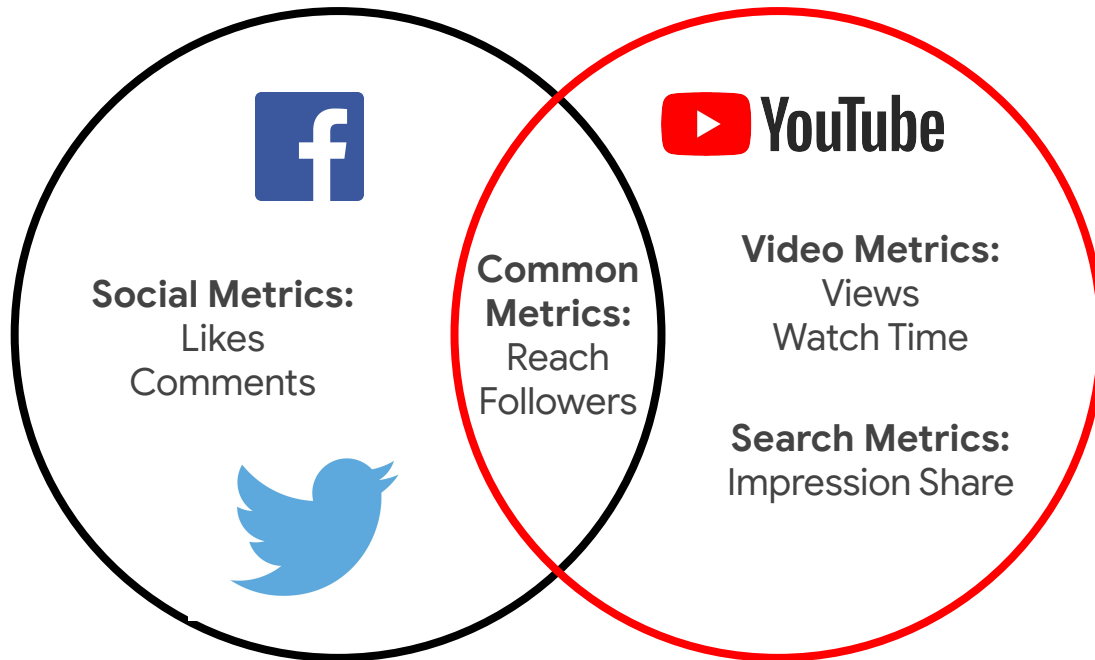 Social Metrics:
Likes
Comments
Common
Metrics:
Reach
Followers
YouTube
Video Metrics:
Views
Watch Time
Search Metrics:
Impression Share